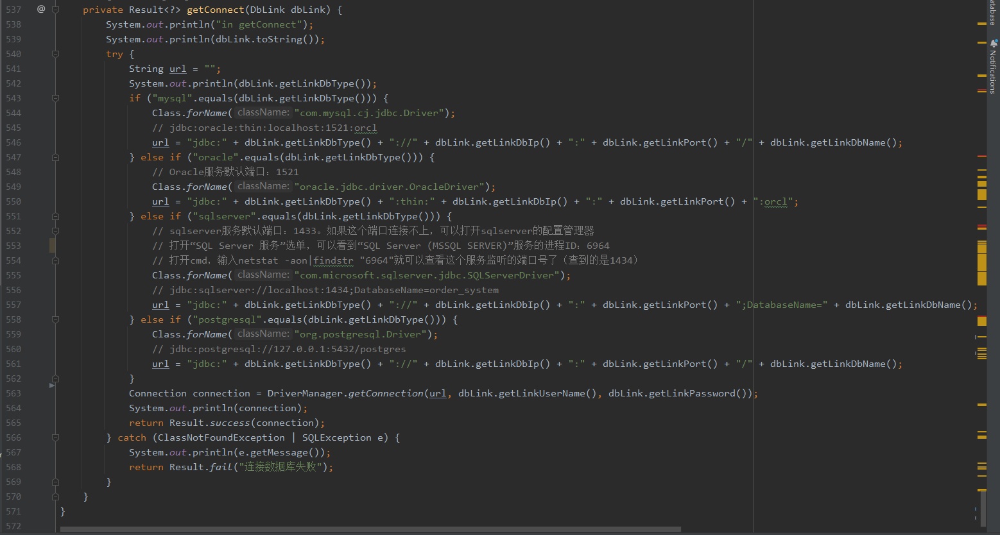 537 @ private Result<?> getConnect(DbLink dbLink) {
538 System.out.println("in getConnect");
539 System.out.println(dbLink.toString());
540 try {
541 String url = "";
542 System.out.println(dbLink.getLinkDbType());
543 if ("mysql".equals(dbLink.getLinkDbType())) {
544 Class.forName( className: "com.mysql.cj.jdbc.Driver");
545 // jdbc:oracle:thin:localhost:1521:orcl
546 url = "jdbc:" + dbLink.getLinkDbType() + "://" + dbLink.getLinkDbIp() + ":" + dbLink.getLinkPort() + "/" + dbLink.getLinkDbName();
547 } else if ("oracle".equals(dbLink.getLinkDbType())) {
548 // Oracle服务默认端口：1521
549 Class.forName( className: "oracle.jdbc.driver.OracleDriver");
550 url = "jdbc:" + dbLink.getLinkDbType() + ":thin:" + dbLink.getLinkDbIp() + ":" + dbLink.getLinkPort() + ":orcl";
551 } else if ("sqlserver".equals(dbLink.getLinkDbType())) {
552 // sqlserver服务默认端口：1433。如果这个端口连接不上，可以打开sqlserver的配置管理器
553 // 打开“SQL Server 服务”选单，可以看到“SQL Server (MSSQL SERVER)”服务的进程ID：6964
554 // 打开cmd，输入netstat -aon|findstr "6964"就可以查看这个服务监听的端口号了（查到的是1434）
555 Class.forName( className: "com.microsoft.sqlserver.jdbc.SQLServerDriver");
556 // jdbc:sqlserver://localhost:1434;DatabaseName=order_system
557 url = "jdbc:" + dbLink.getLinkDbType() + "://" + dbLink.getLinkDbIp() + ":" + dbLink.getLinkPort() + ";DatabaseName=" + dbLink.getLinkDbName();
558 } else if ("postgresql".equals(dbLink.getLinkDbType())) {
559 Class.forName( className: "org.postgresql.Driver");
560 // jdbc:postgresql://127.0.0.1:5432/postgres
561 url = "jdbc:" + dbLink.getLinkDbType() + "://" + dbLink.getLinkDbIp() + ":" + dbLink.getLinkPort() + "/" + dbLink.getLinkDbName();
562 }
563 Connection connection = DriverManager.getConnection(url, dbLink.getLinkUserName(), dbLink.getLinkPassword());
564 System.out.println(connection);
565 return Result.success(connection);
566 } catch (ClassNotFoundException | SQLException e) {
567 System.out.println(e.getMessage());
568 return Result.fail("连接数据库失败");
569 }
570 }
571 }
572
Notifications